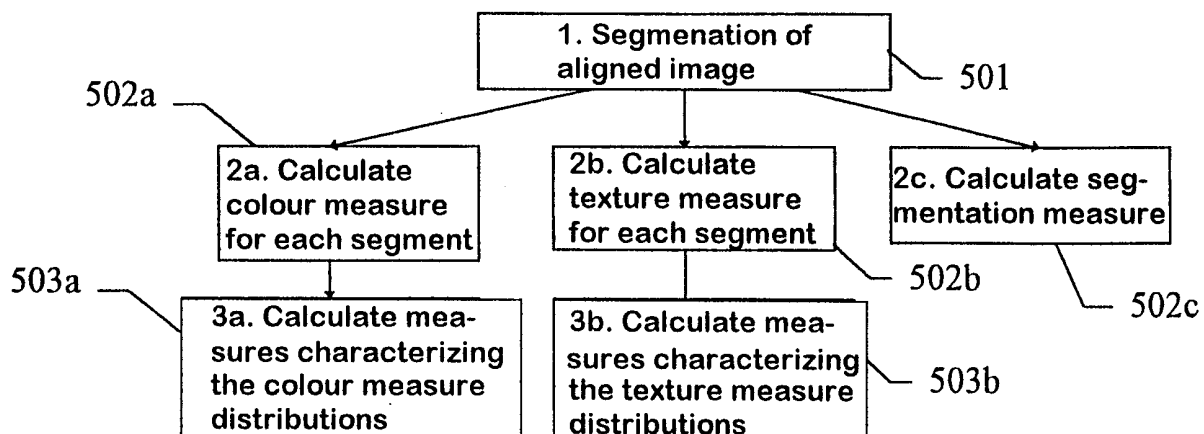 1. Segmenation of
aligned image
501
502a
2a. Calculate
colour measure
for each segment
2b. Calculate
texture measure
for each segment
2c. Calculate seg-
mentation measure
502b
502c
503a
3a. Calculate mea-
sures characterizing
the colour measure
distributions
3b. Calculate mea-
sures characterizing
the texture measure
distributions
503b